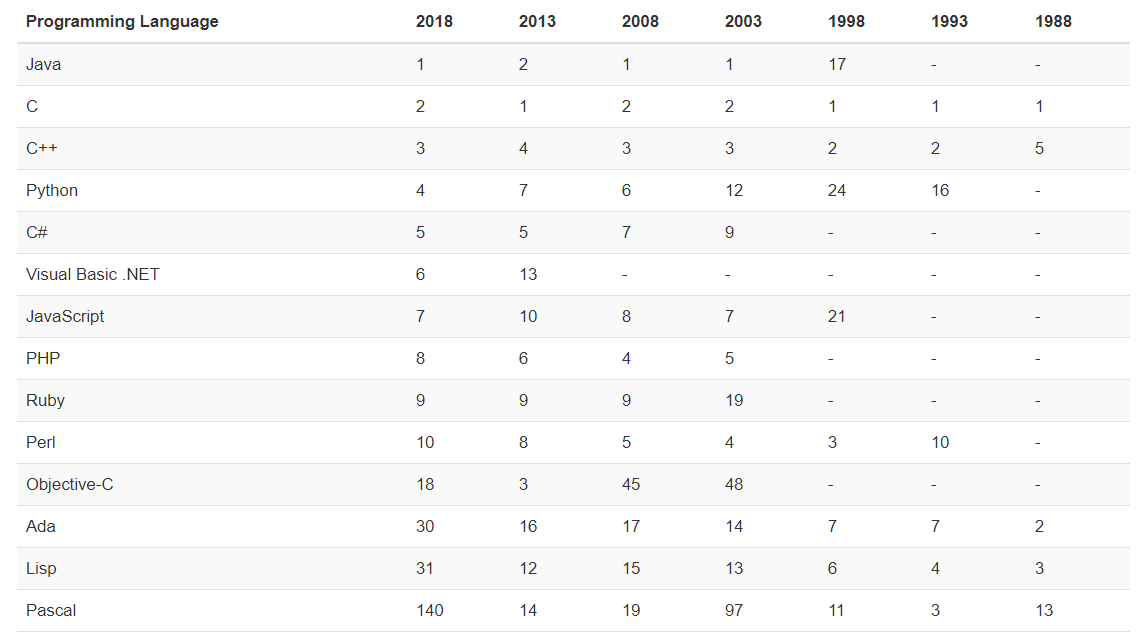 Programming Language 2018 2013 2008 2003 1998 1993 1988
Java 1 2 1 1 17 - -
C 2 1 2 2 1 1 1
C++ 3 4 3 3 2 2 5
Python 4 7 6 12 24 16 -
C# 5 5 7 9 - - -
Visual Basic .NET 6 13 - - - - -
JavaScript 7 10 8 7 21 - -
PHP 8 6 4 5 - - -
Ruby 9 9 9 19 - - -
Perl 10 8 5 4 3 10 -
Objective-C 18 3 45 48 - - -
Ada 30 16 17 14 7 7 2
Lisp 31 12 15 13 6 4 3
Pascal 140 14 19 97 11 3 13